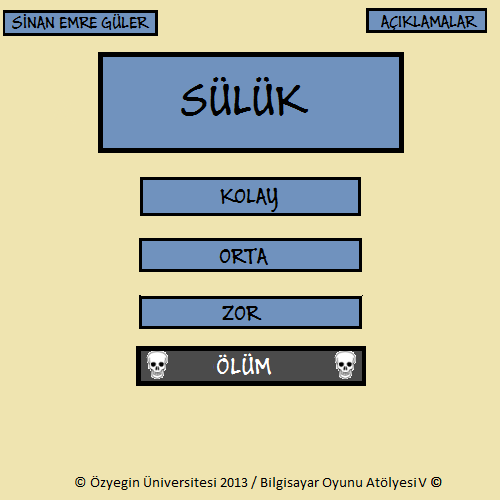 SİNAN EMRE GÜLER
AÇIKLAMALAR
SÜLÜK
KOLAY
ORTA
ZOR
ÖLÜM
© Özyegin Üniversitesi 2013 / Bilgisayar Oyunu Atölyesi V ©